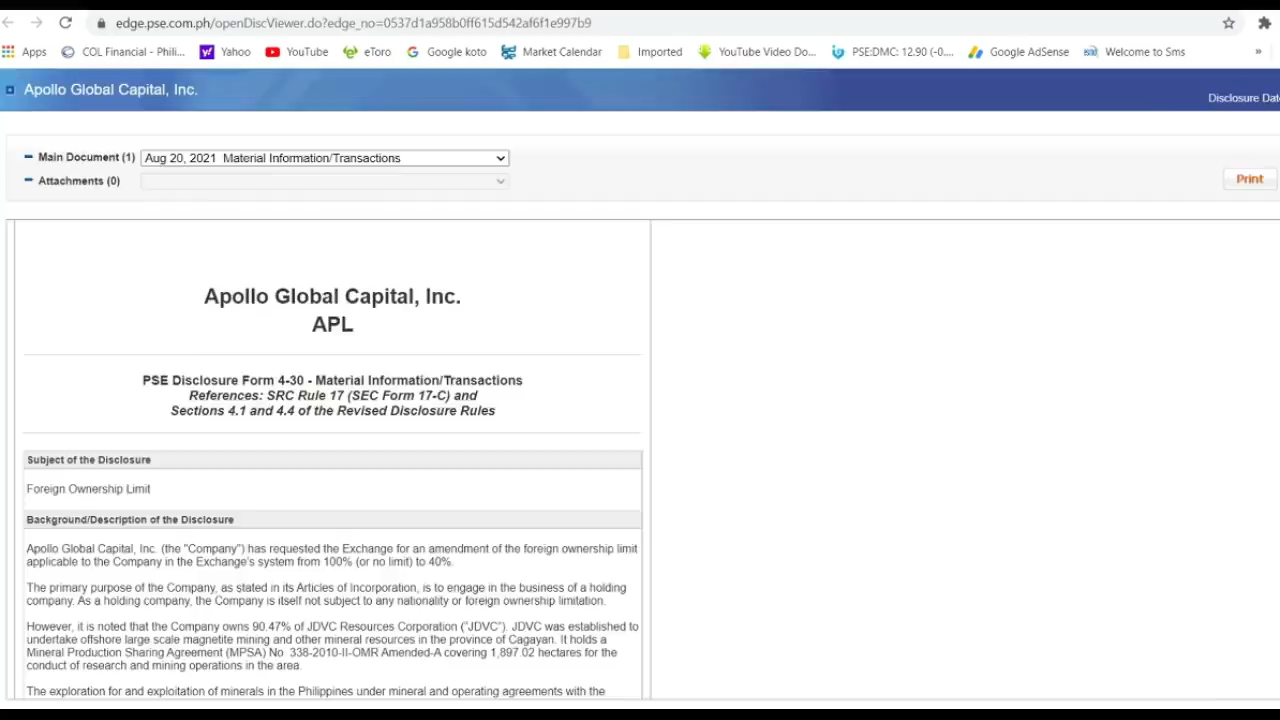 edge.pse.com.ph/openDiscViewer.do?edge_no=0537d1a958b0ff615d542af6f1e997b9
Apps COL Financial - Phili... Yahoo YouTube eToro Google koto Market Calendar Imported YouTube Video Do... PSE:DMC: 12.90 (-0.... Google AdSense Welcome to Sms »
Apollo Global Capital, Inc.
Disclosure Dat
Main Document (1) Aug 20, 2021 Material Information/Transactions
Attachments (0)
Print
Apollo Global Capital, Inc.
APL
PSE Disclosure Form 4-30 - Material Information/Transactions
References: SRC Rule 17 (SEC Form 17-C) and
Sections 4.1 and 4.4 of the Revised Disclosure Rules
Subject of the Disclosure
Foreign Ownership Limit
Background/Description of the Disclosure
Apollo Global Capital, Inc. (the "Company") has requested the Exchange for an amendment of the foreign ownership limit
applicable to the Company in the Exchange's system from 100% (or no limit) to 40%.
The primary purpose of the Company, as stated in its Articles of Incorporation, is to engage in the business of a holding
company. As a holding company, the Company is itself not subject to any nationality or foreign ownership limitation.
However, it is noted that the Company owns 90.47% of JDVC Resources Corporation ("JDVC"). JDVC was established to
undertake offshore large scale magnetite mining and other mineral resources in the province of Cagayan. It holds a
Mineral Production Sharing Agreement (MPSA) No 338-2010-II-OMR Amended-A covering 1,897.02 hectares for the
conduct of research and mining operations in the area.
The exploration for and exploitation of minerals in the Philippines under mineral and operating agreements with the